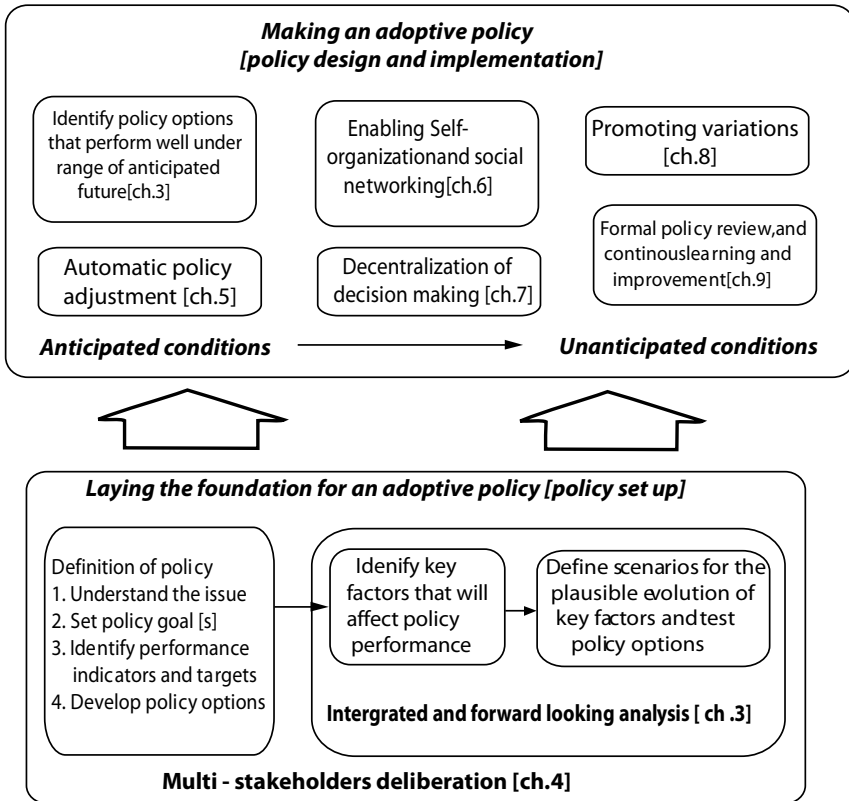 Making an adoptive policy
[policy design and implementation]
Identify policy options
that perform well under
range of anticipated
future[ch.3]
Enabling Self-
organizationand social
networking[ch.6]
Promoting variations
[ch.8]
Automatic policy
adjustment [ch.5]
Decentralization of
decision making [ch.7]
Formal policy review,and
continouslearning and
improvement[ch.9]
Anticipated conditions
Unanticipated conditions
Laying the foundation for an adoptive policy [policy set up]
Definition of policy
1. Understand the issue
2. Set policy goal [s]
3. Identify performance
indicators and targets
4. Develop policy options
Idenify key
factors that will
affect policy
performance
Define scenarios for the
plausible evolution of
key factors and test
policy options
Intergrated and forward looking analysis [ ch .3]
Multi - stakeholders deliberation [ch.4]